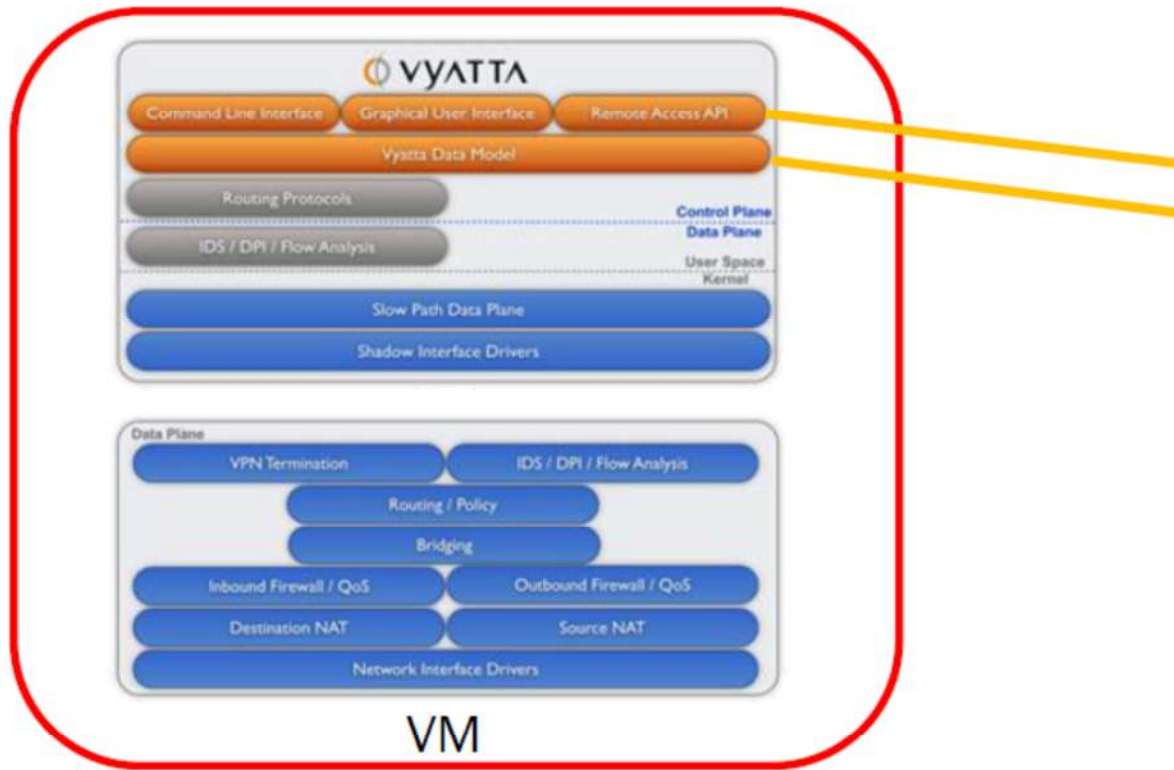 VYATTA
Command Line Interface Graphical User Interface Remote Access API
Vyatta Data Model
Routing Protocols
Control Plane
Data Plane
IDS / DPI / Flow Analysis
User Space
Kernel
Slow Path Data Plane
Shadow Interface Drivers
Data Plane
VPN Termination IDS / DPI / Flow Analysis
Routing / Policy
Bridging
Inbound Firewall / QoS Outbound Firewall / QoS
Destination NAT Source NAT
Network Interface Drivers
VM